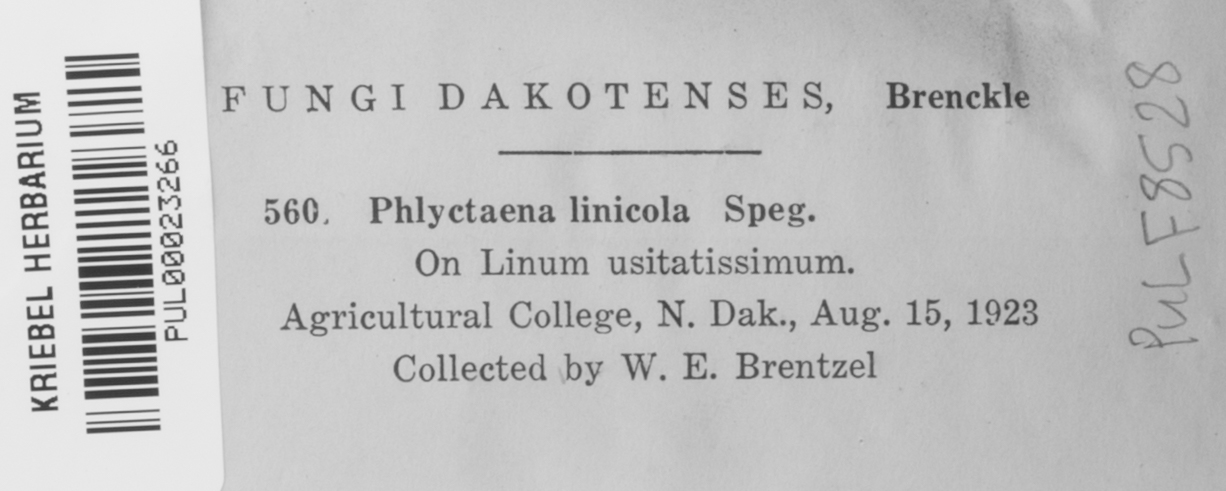 KRIEBEL HERBARIUM
PUL00023266
FUNGI DAKOTENSES, Brenckle
560. Phlyctaena linicola Speg.
On Linum usitatissimum.
Agricultural College, N. Dak., Aug. 15, 1923
Collected by W. E. Brentzel
PUL F8528